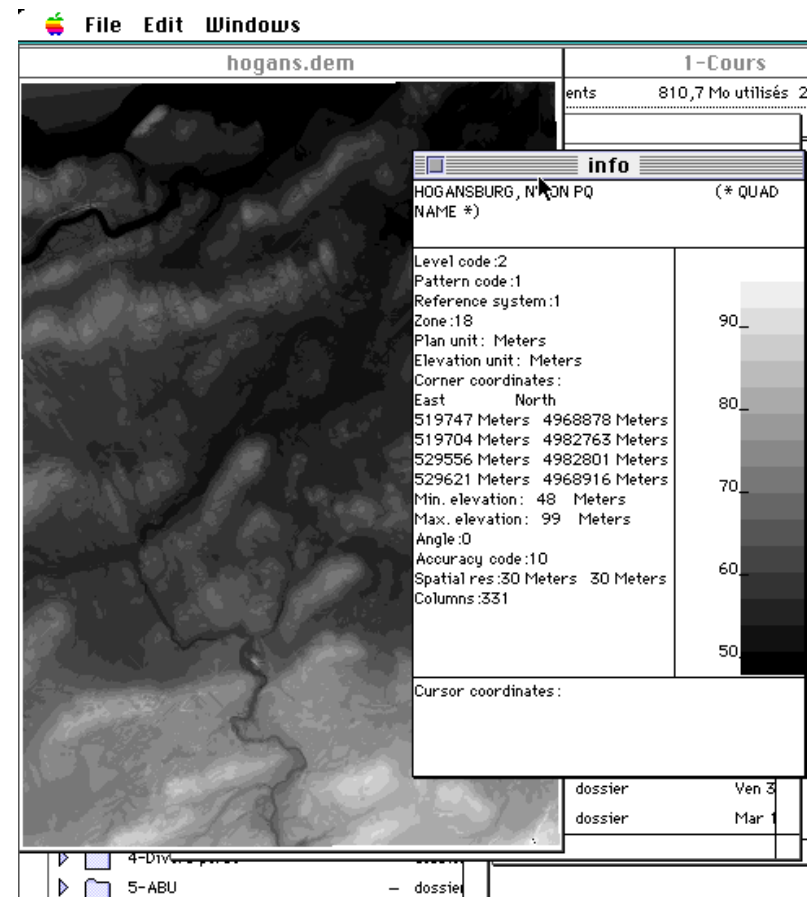 File Edit Windows
hogans.dem
1-Cours
ents 810,7 Mo utilisés 2
info
HOGANSBURG, N ON PQ (* QUAD
NAME *)
Level code :2
Pattern code :1
Reference system :1
Zone :18
Plan unit : Meters
Elevation unit : Meters
Corner coordinates :
East North
519747 Meters 4968878 Meters
519704 Meters 4982763 Meters
529556 Meters 4982801 Meters
529621 Meters 4968916 Meters
Min. elevation : 48 Meters
Max. elevation : 99 Meters
Angle :0
Accuracy code :10
Spatial res :30 Meters 30 Meters
Columns :331
90
80
70
60
50
Cursor coordinates :
dossier Ven 3
dossier Mar 1
5-ABU – dossier